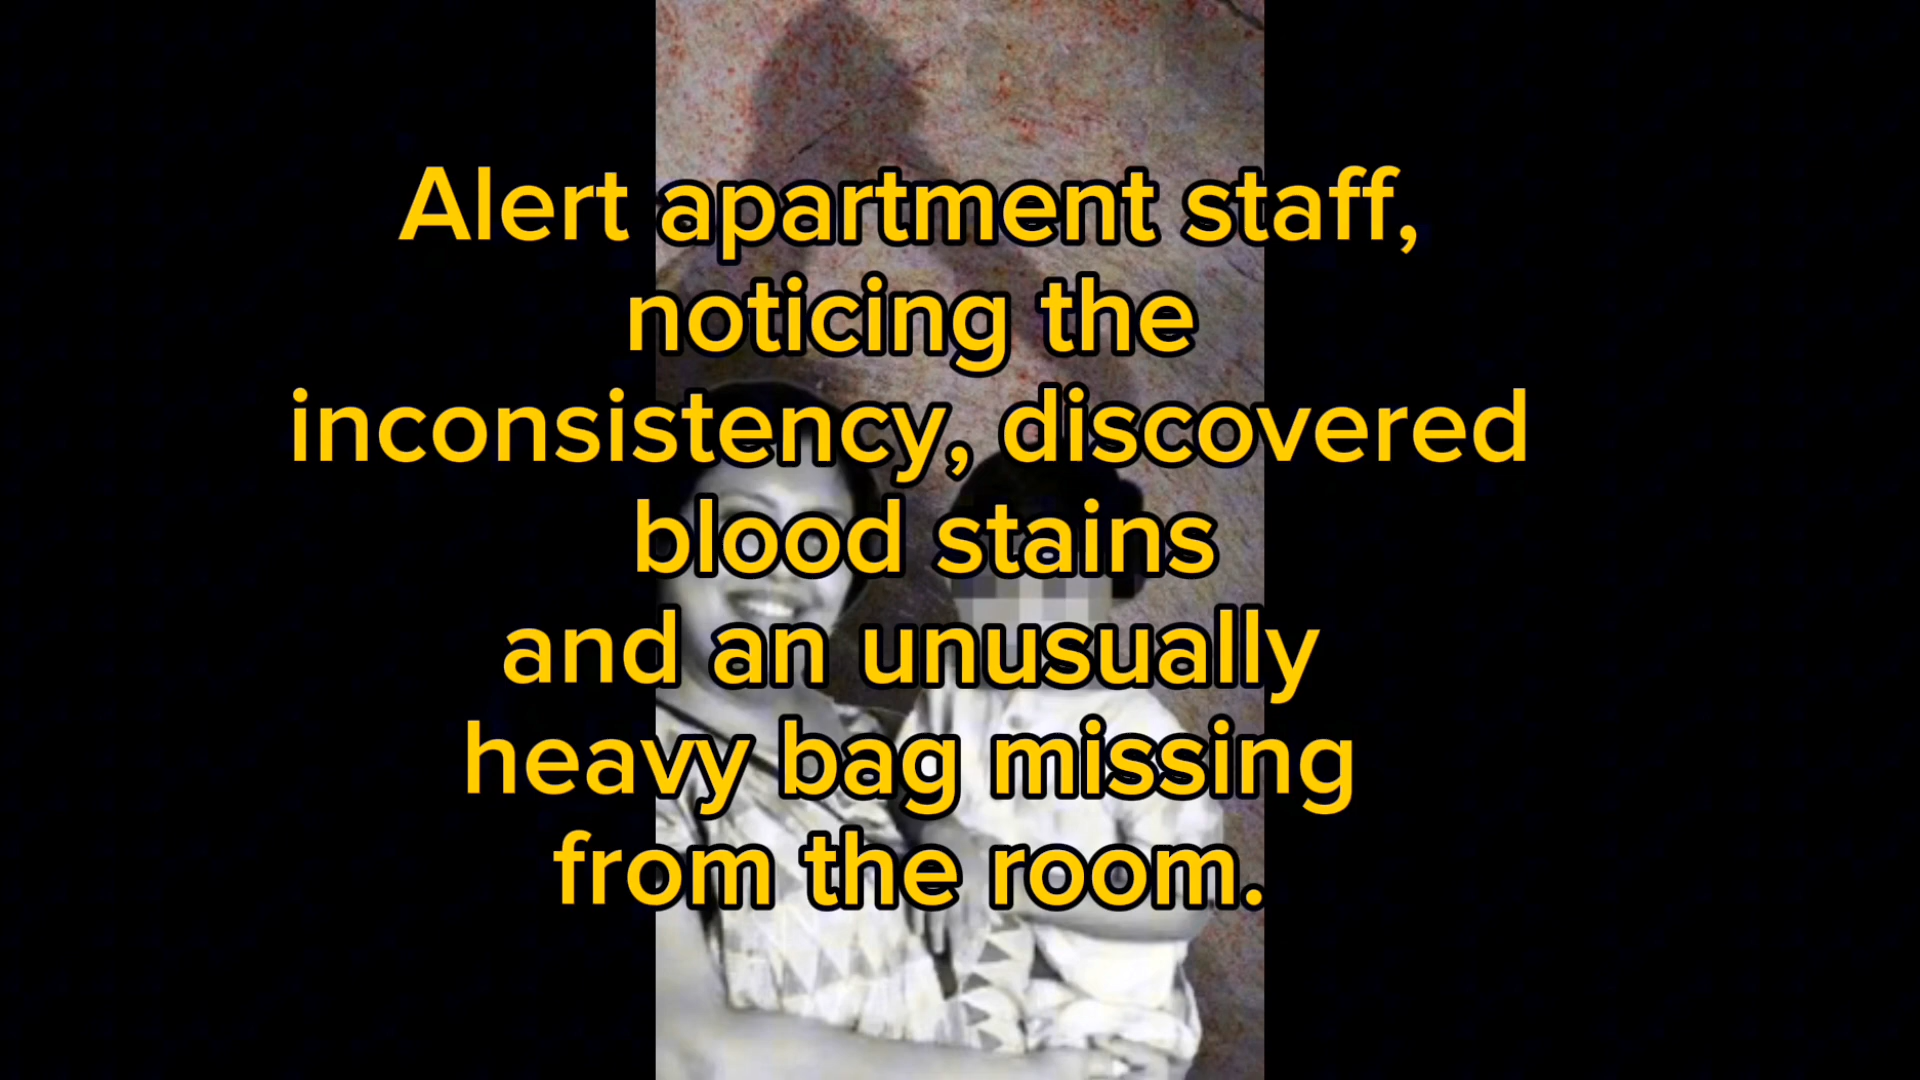 Alert apartment staff,
noticing the
inconsistency, discovered
blood stains
and an unusually
heavy bag missing
from the room.